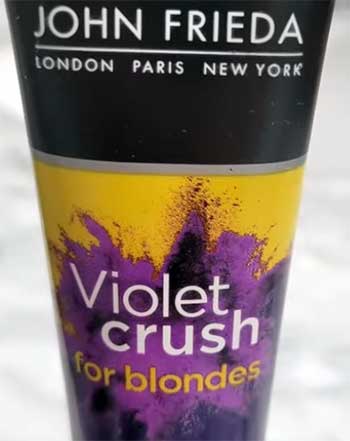 JOHN FRIEDA
LONDON PARIS NEW YORK
Violet
crush
for blondes